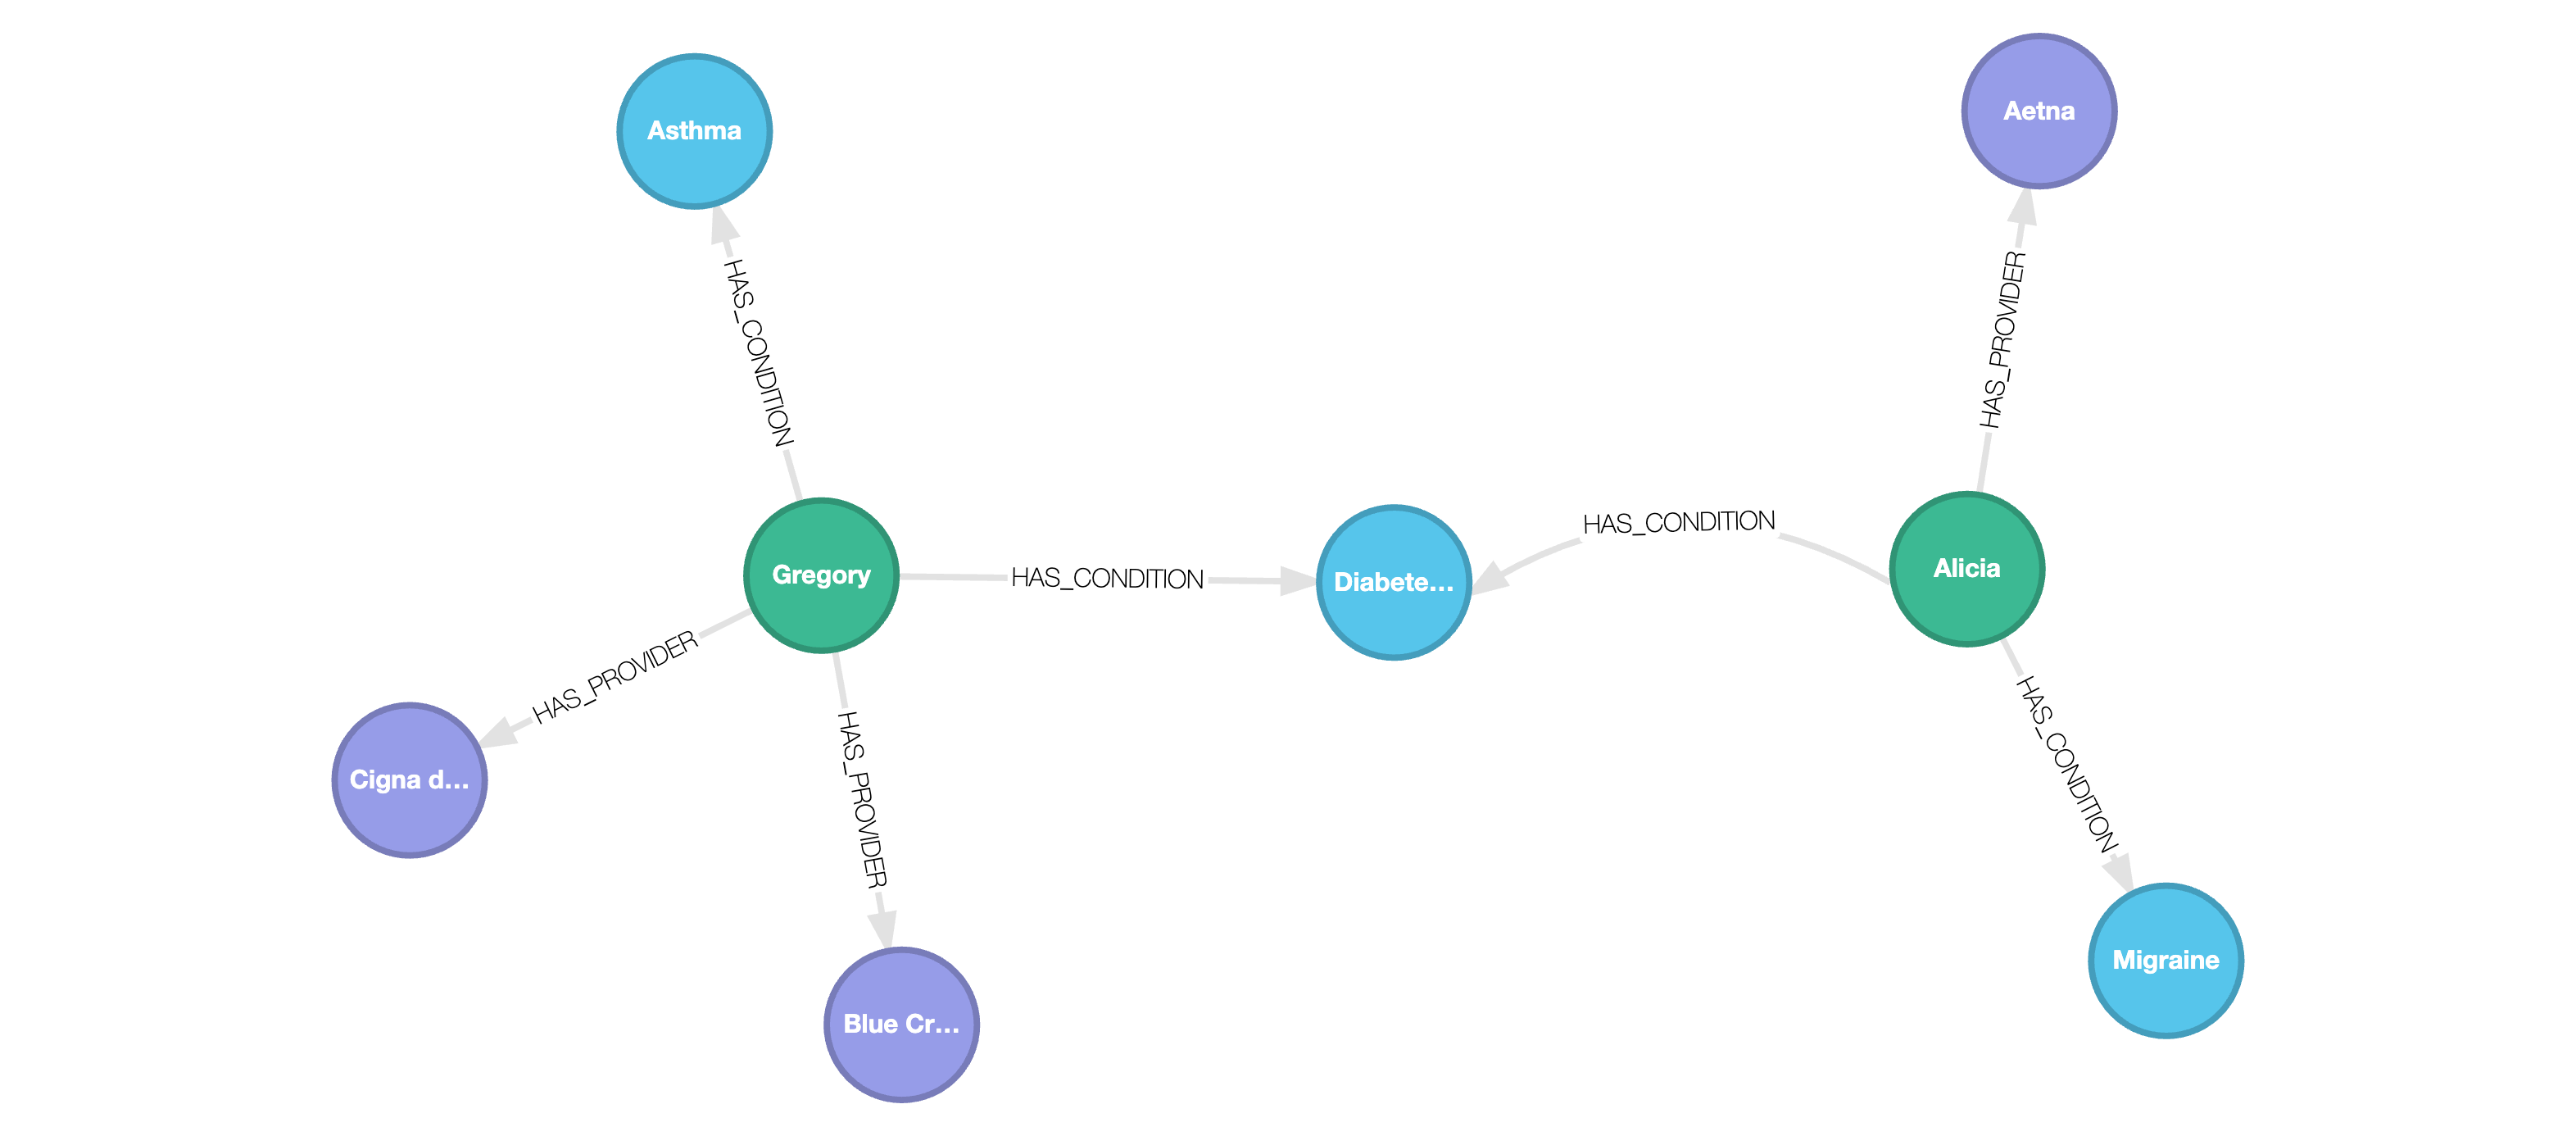 Aetna
Asthma
HAS_CONDITION
HAS_PROVIDER
Gregory
HAS_CONDITION
Diabete...
HAS_CONDITION
Alicia
HAS_PROVIDER
HAS_PROVIDER
HAS_CONDITION
Cigna d...
Blue Cr...
Migraine